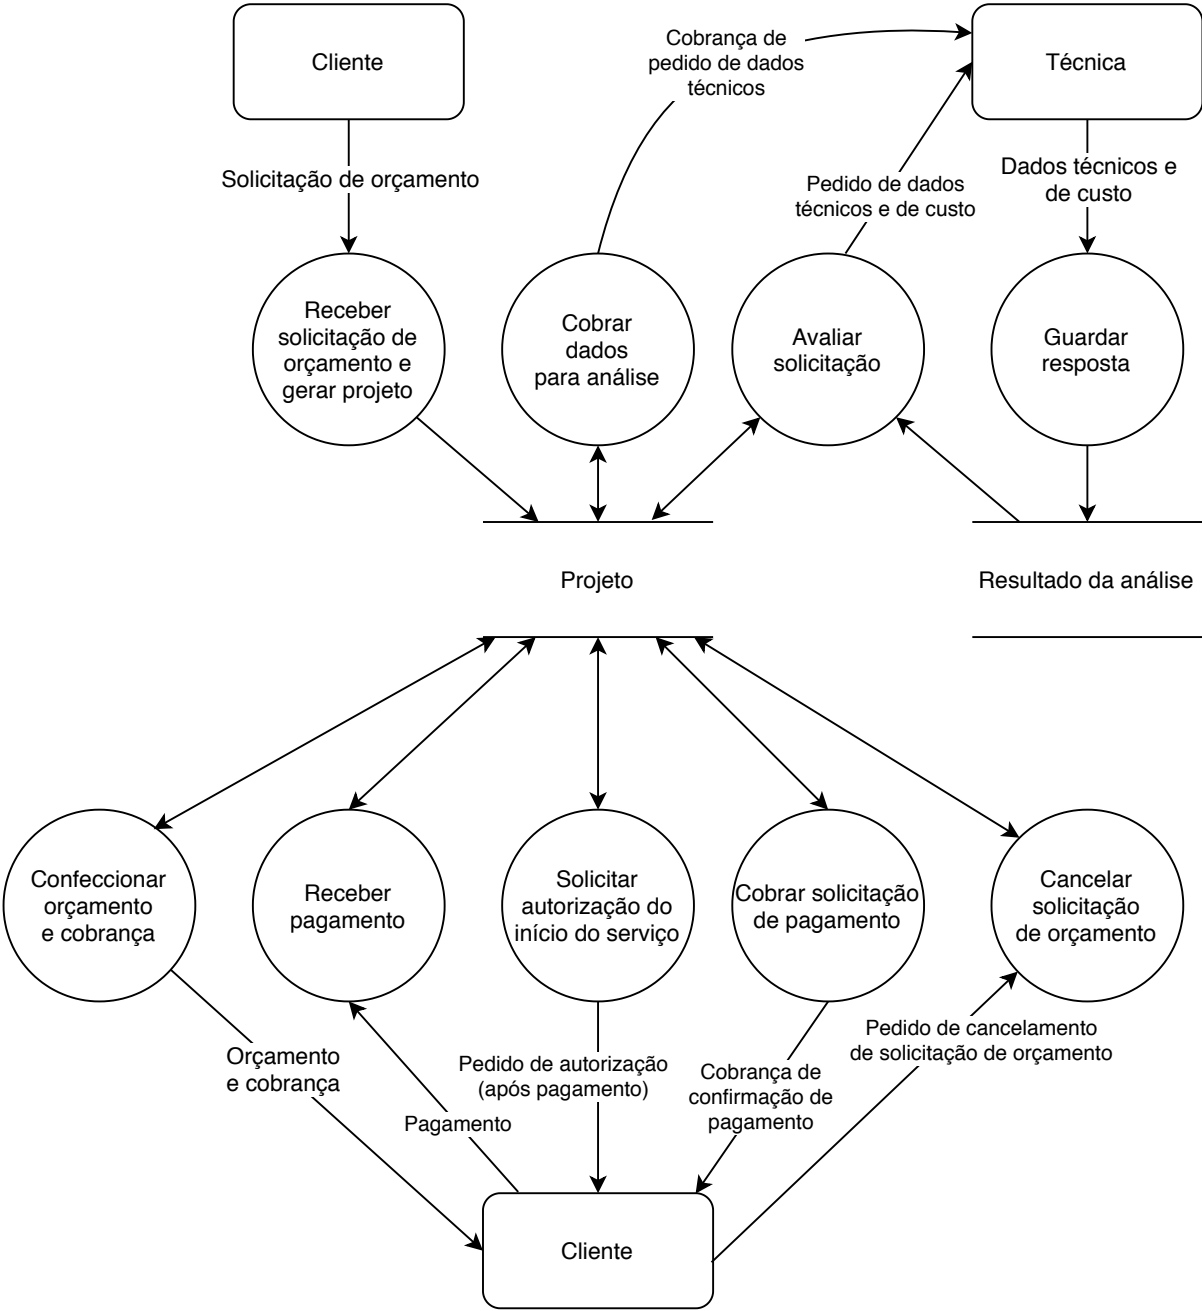 Cliente
Cobrança de
pedido de dados
técnicos
Técnica
Solicitação de orçamento
Pedido de dados
técnicos e de custo
Dados técnicos e
de custo
Receber
solicitação de
orçamento e
gerar projeto
Cobrar
dados
para análise
Avaliar
solicitação
Guardar
resposta
Projeto
Resultado da análise
Confeccionar
orçamento
e cobrança
Receber
pagamento
Solicitar
autorização do
início do serviço
Cobrar solicitação
de pagamento
Cancelar
solicitação
de orçamento
Orçamento
e cobrança
Pagamento
Pedido de autorização
(após pagamento)
Cobrança de
confirmação de
pagamento
Pedido de cancelamento
de solicitação de orçamento
Cliente